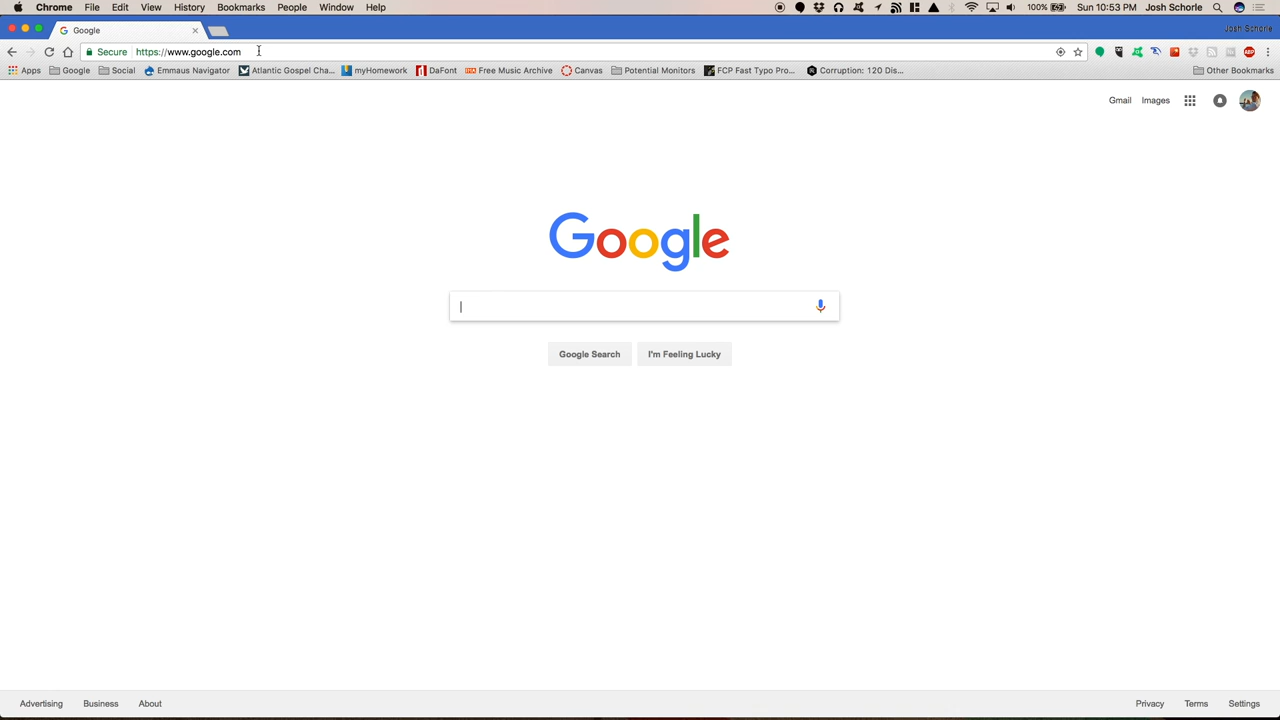 Chrome File Edit View History Bookmarks People Window Help 100% Sun 10:53 PM Josh Schorle
Google Josh Schorle
Secure https://www.google.com ABP
Apps Google Social Emmaus Navigator Atlantic Gospel Cha... myHomework DaFont Free Music Archive Canvas Potential Monitors FCP Fast Typo Pro... Corruption: 120 Dis... Other Bookmarks
Gmail Images
Google
Google Search I'm Feeling Lucky
Advertising Business About Privacy Terms Settings